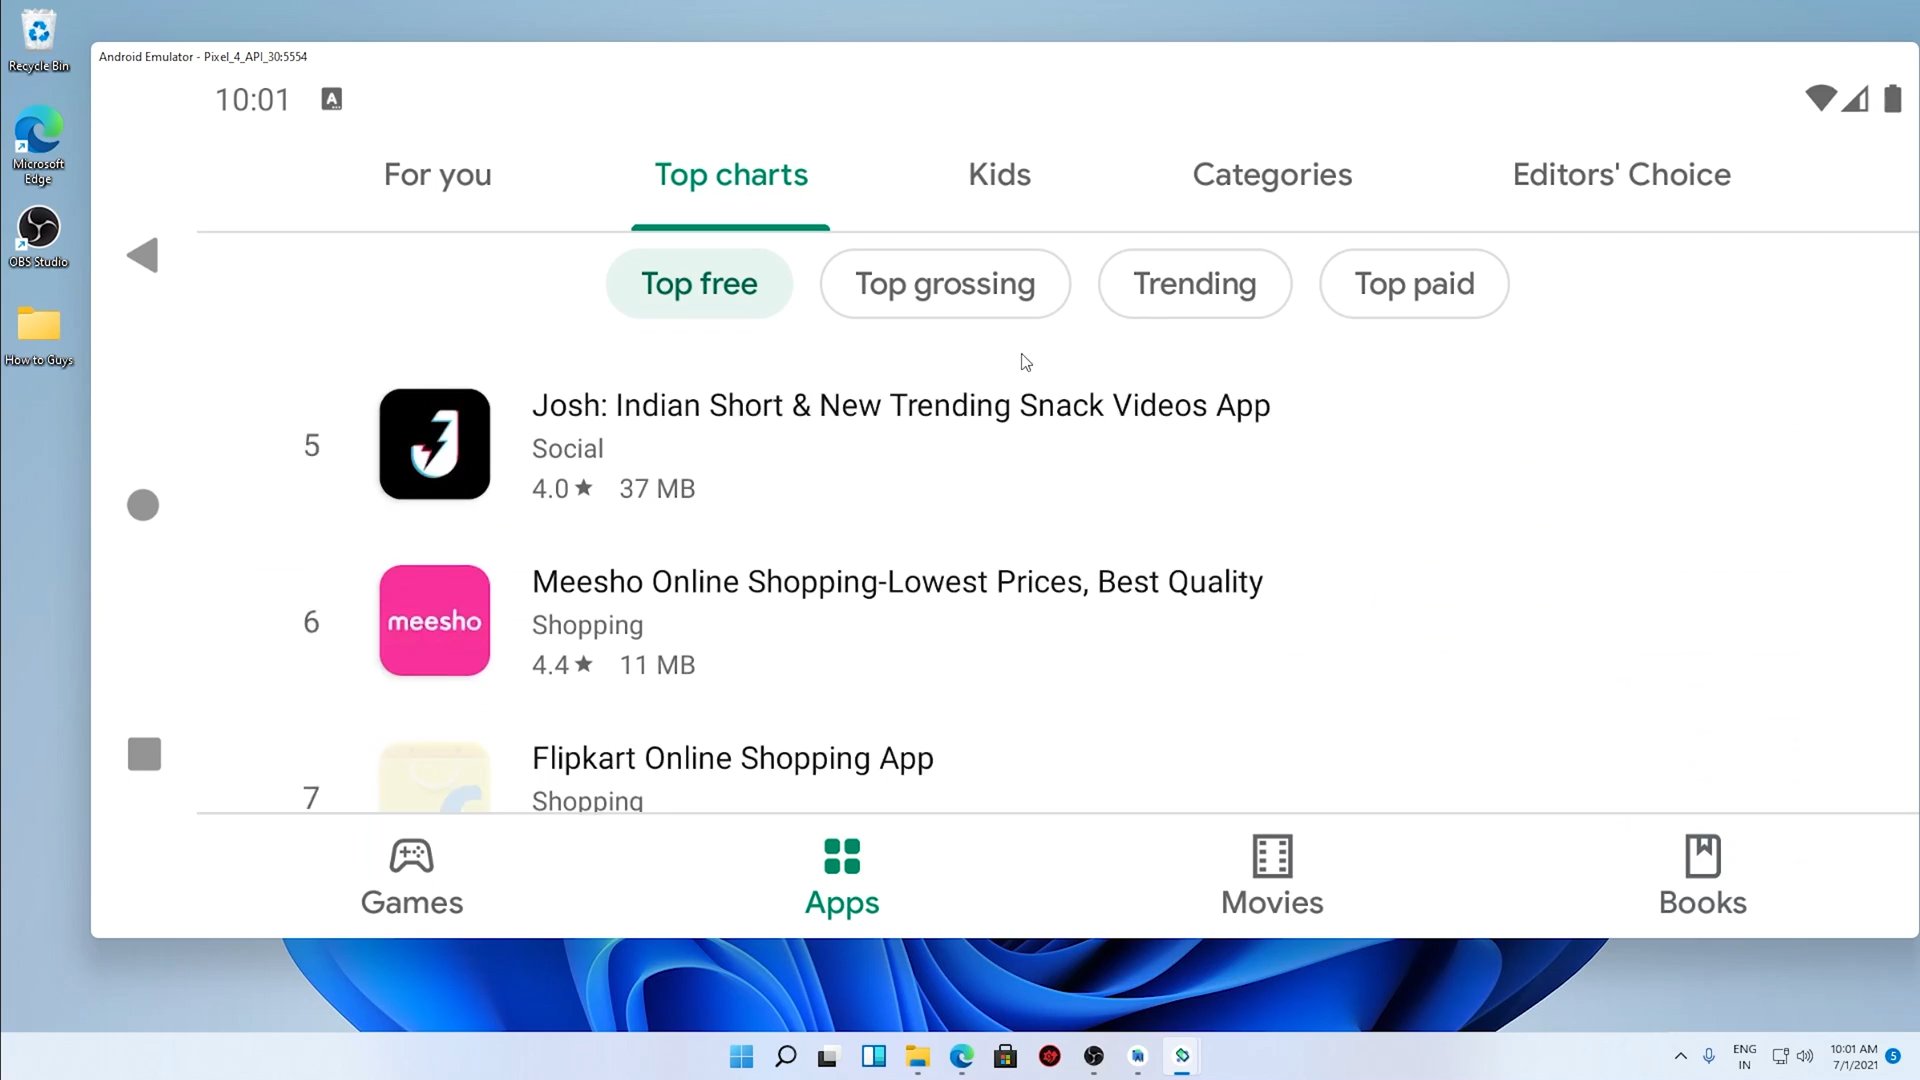 Recycle Bin
Microsoft
Edge
OBS Studio
How to Guys
Android Emulator - Pixel_4_API_30:5554
10:01
A
For you
Top charts
Kids
Categories
Editors' Choice
Top free
Top grossing
Trending
Top paid
5
Josh: Indian Short & New Trending Snack Videos App
Social
4.0★ 37 MB
6
meesho
Meesho Online Shopping-Lowest Prices, Best Quality
Shopping
4.4★ 11 MB
7
Flipkart Online Shopping App
Shopping
Games
Apps
Movies
Books
ENG
IN
10:01 AM
7/1/2021
5